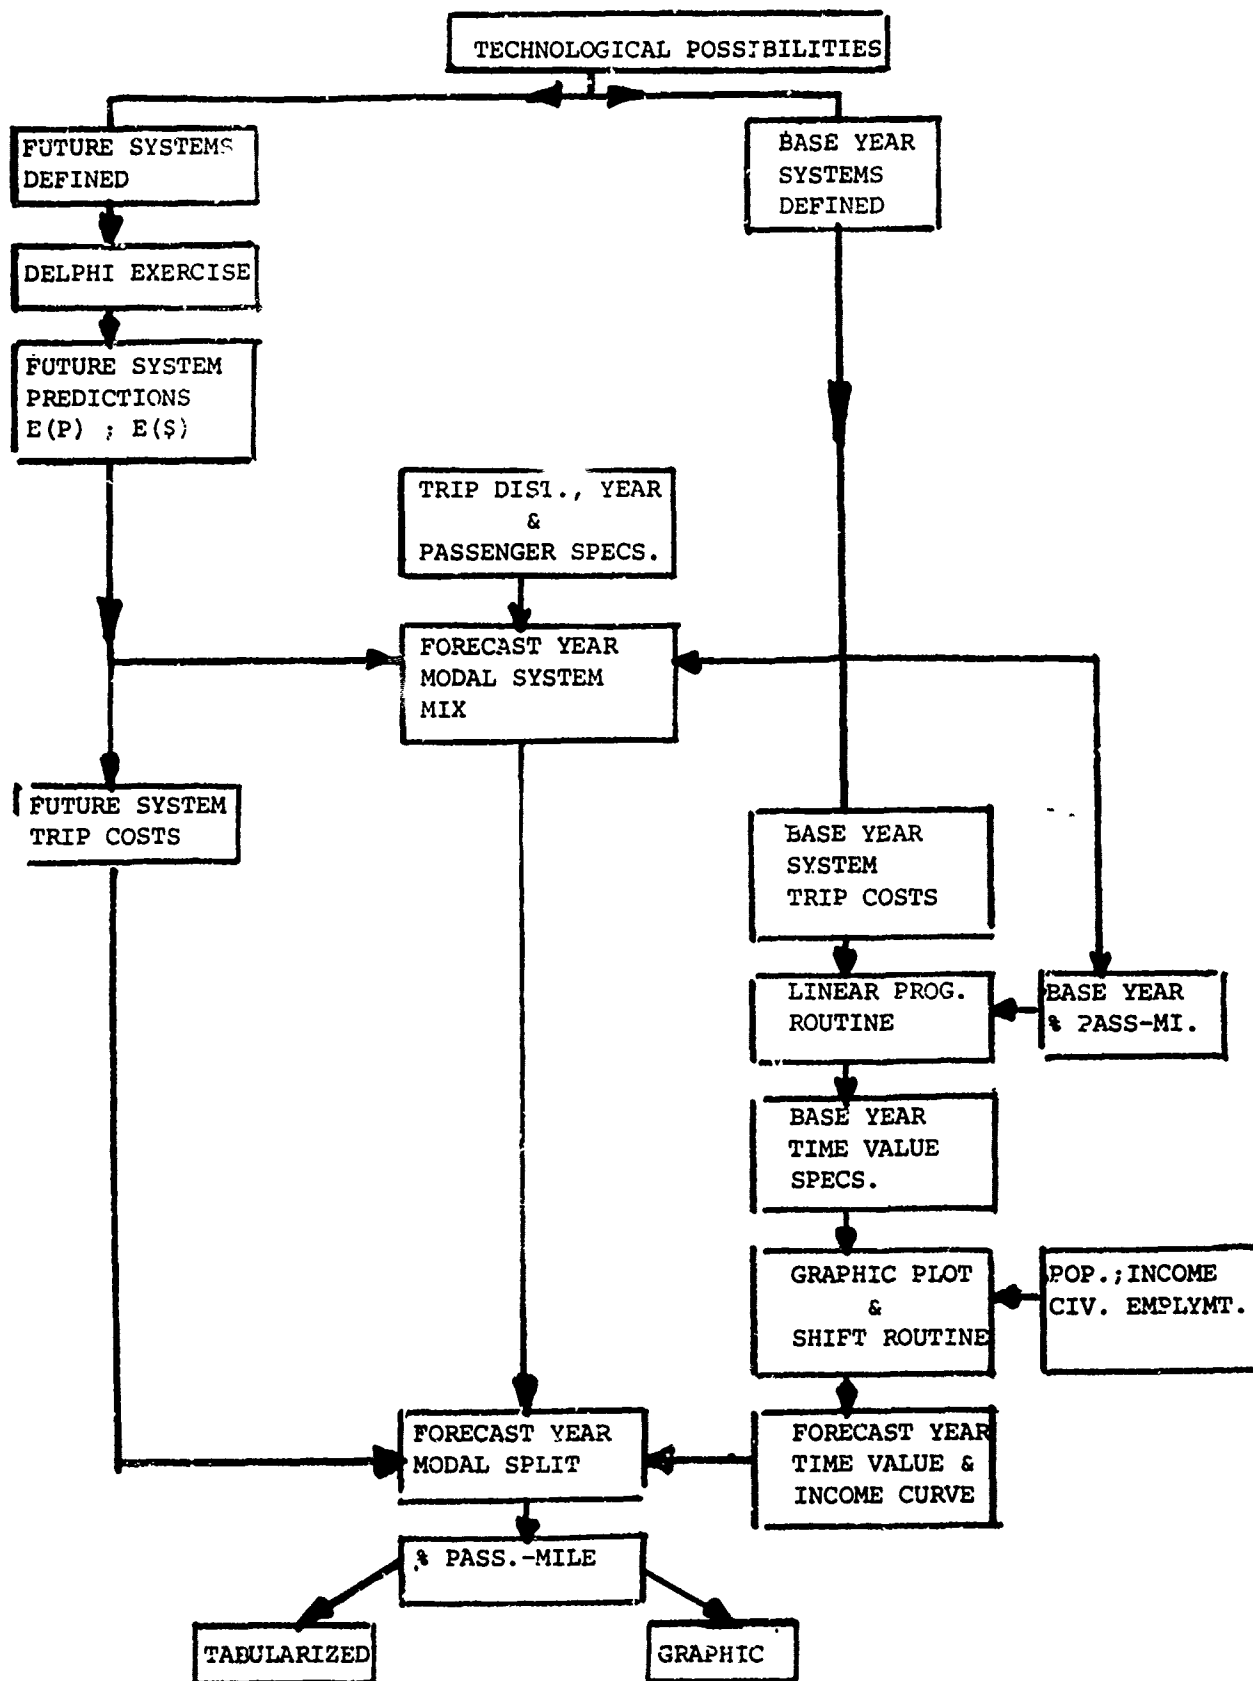 TECHNOLOGICAL POSSIBILITIES
FUTURE SYSTEMS
DEFINED
BASE YEAR
SYSTEMS
DEFINED
DELPHI EXERCISE
FUTURE SYSTEM
PREDICTIONS
E(P) ; E($)
TRIP DIST., YEAR
&
PASSENGER SPECS.
FORECAST YEAR
MODAL SYSTEM
MIX
FUTURE SYSTEM
TRIP COSTS
BASE YEAR
SYSTEM
TRIP COSTS
LINEAR PROG.
ROUTINE
BASE YEAR
% PASS-MI.
BASE YEAR
TIME VALUE
SPECS.
GRAPHIC PLOT
&
SHIFT ROUTINE
POP.;INCOME
CIV. EMPLYMT.
FORECAST YEAR
MODAL SPLIT
FORECAST YEAR
TIME VALUE &
INCOME CURVE
% PASS.-MILE
TABULARIZED
GRAPHIC